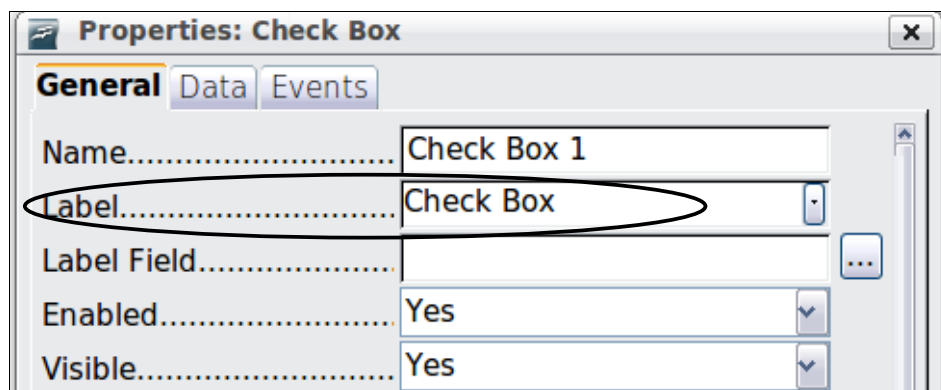 Properties: Check Box
General Data Events
Name............................ Check Box 1
Label............................. Check Box
Label Field.....................  ...
Enabled......................... Yes
Visible........................... Yes